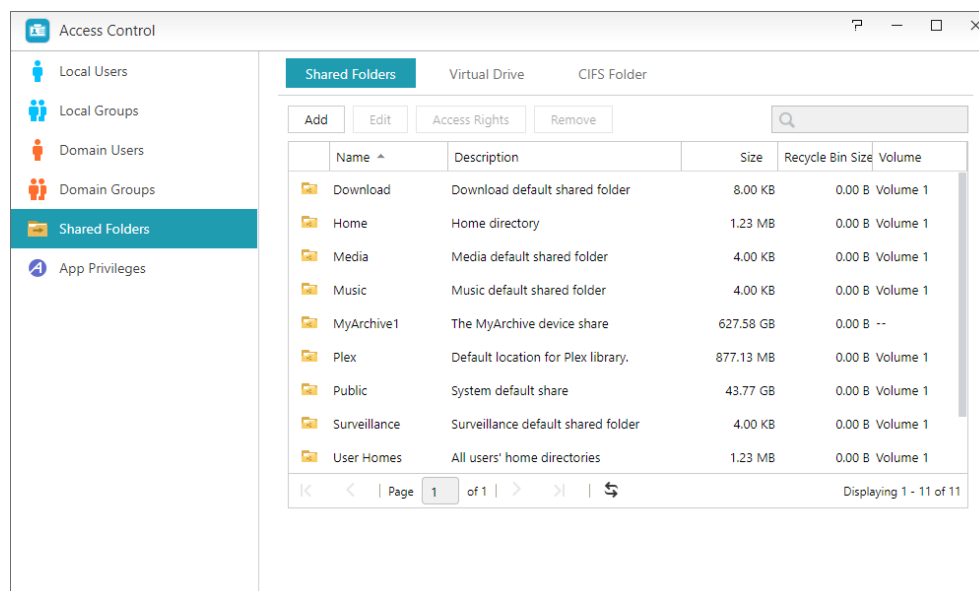 Access Control
Local Users
Local Groups
Domain Users
Domain Groups
Shared Folders
App Privileges
Shared Folders Virtual Drive CIFS Folder
Add Edit Access Rights Remove
Name Description Size Recycle Bin Size Volume
Download Download default shared folder 8.00 KB 0.00 B Volume 1
Home Home directory 1.23 MB 0.00 B Volume 1
Media Media default shared folder 4.00 KB 0.00 B Volume 1
Music Music default shared folder 4.00 KB 0.00 B Volume 1
MyArchive1 The MyArchive device share 627.58 GB 0.00 B --
Plex Default location for Plex library. 877.13 MB 0.00 B Volume 1
Public System default share 43.77 GB 0.00 B Volume 1
Surveillance Surveillance default shared folder 4.00 KB 0.00 B Volume 1
User Homes All users' home directories 1.23 MB 0.00 B Volume 1
Page 1 of 1 Displaying 1 - 11 of 11